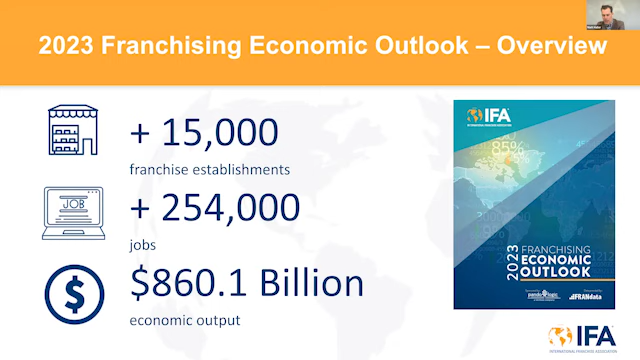 2023 Franchising Economic Outlook – Overview
+ 15,000
franchise establishments
JOB
+ 254,000
jobs
$
$860.1 Billion
economic output
IFA
INTERNATIONAL FRANCHISE ASSOCIATION
85%
2023 FRANCHISING
ECONOMIC
OUTLOOK
FRANdata
IFA
INTERNATIONAL FRANCHISE ASSOCIATION